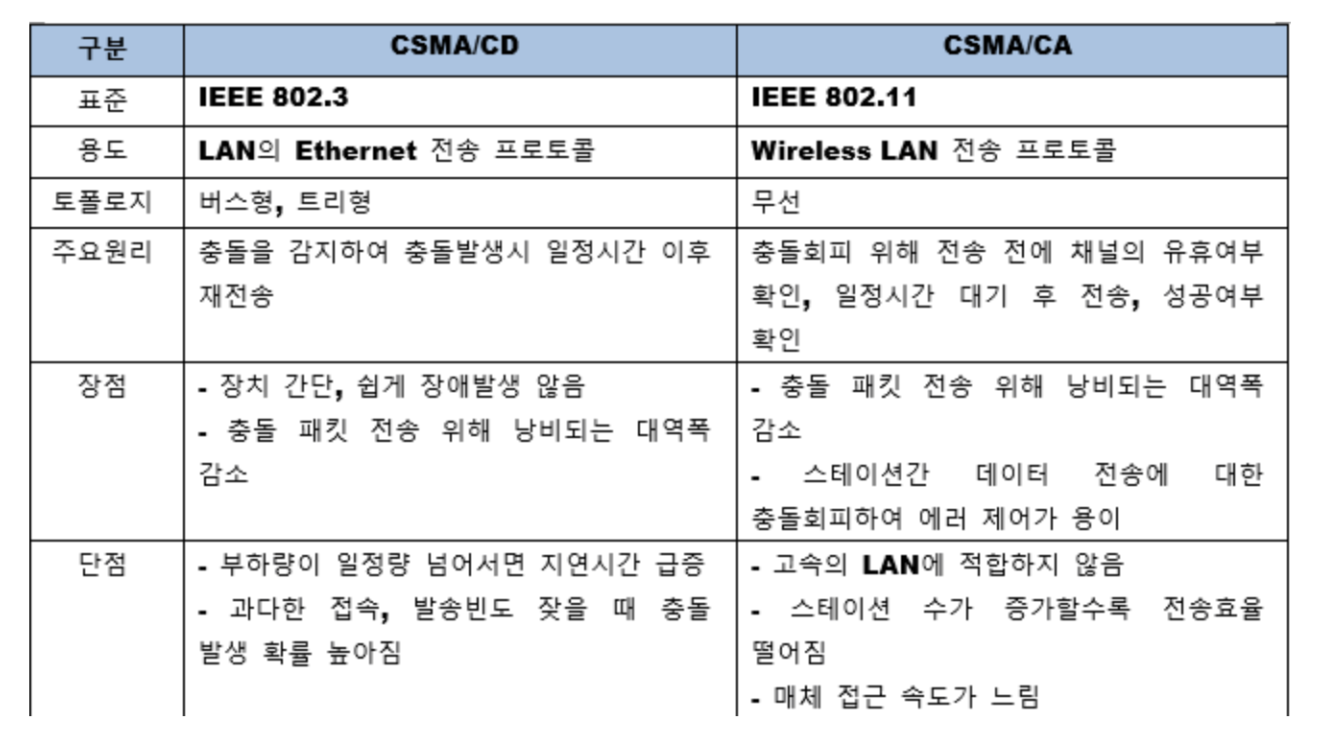 구분 CSMA/CD CSMA/CA
표준 IEEE 802.3 IEEE 802.11
용도 LAN의 Ethernet 전송 프로토콜 Wireless LAN 전송 프로토콜
토폴로지 버스형, 트리형 무선
주요원리 충돌을 감지하여 충돌발생시 일정시간 이후
재전송
충돌회피 위해 전송 전에 채널의 유휴여부
확인, 일정시간 대기 후 전송, 성공여부
확인
장점 - 장치 간단, 쉽게 장애발생 않음
- 충돌 패킷 전송 위해 낭비되는 대역폭
감소
- 충돌 패킷 전송 위해 낭비되는 대역폭
감소
- 스테이션간 데이터 전송에 대한
충돌회피하여 에러 제어가 용이
단점 - 부하량이 일정량 넘어서면 지연시간 급증
- 과다한 접속, 발송빈도 잦을 때 충돌
발생 확률 높아짐
- 고속의 LAN에 적합하지 않음
- 스테이션 수가 증가할수록 전송효율
떨어짐
- 매체 접근 속도가 느림